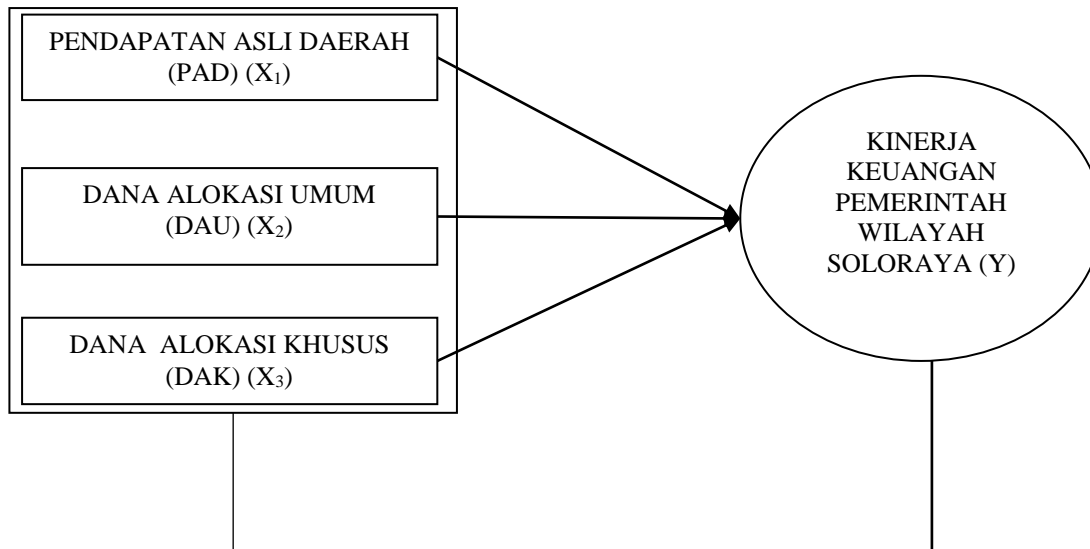 PENDAPATAN ASLI DAERAH
(PAD) (X₁)
DANA ALOKASI UMUM
(DAU) (X₂)
DANA  ALOKASI KHUSUS
(DAK) (X₃)
KINERJA
KEUANGAN
PEMERINTAH
WILAYAH
SOLORAYA (Y)